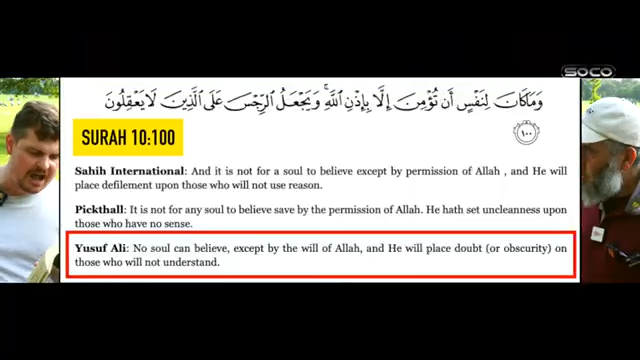 SOCO
وَمَا كَانَ لِنَفْسٍ أَن تُؤْمِنَ إِلَّا بِإِذْنِ ٱللَّهِ ۚ وَيَجْعَلُ ٱلرِّجْسَ عَلَى ٱلَّذِينَ لَا يَعْقِلُونَ
١٠٠
SURAH 10:100
Sahih International: And it is not for a soul to believe except by permission of Allah , and He will
place defilement upon those who will not use reason.
Pickthall: It is not for any soul to believe save by the permission of Allah. He hath set uncleanness upon
those who have no sense.
Yusuf Ali: No soul can believe, except by the will of Allah, and He will place doubt (or obscurity) on
those who will not understand.